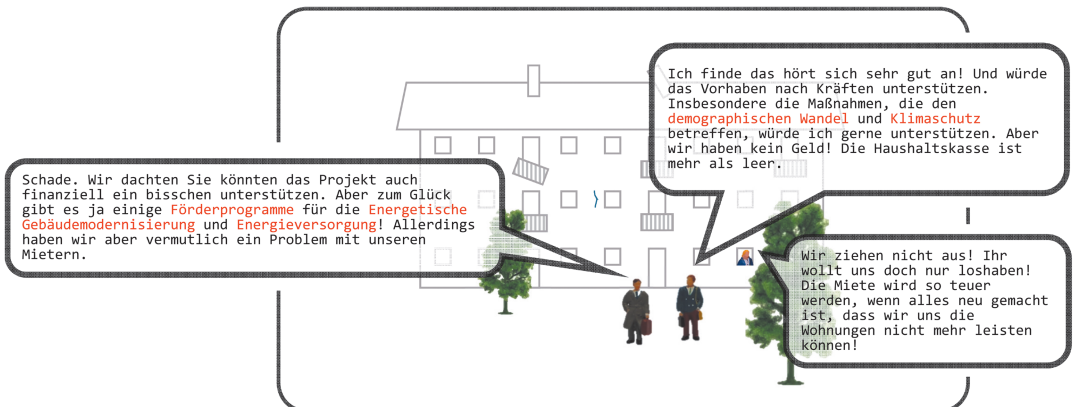 Ich finde das hört sich sehr gut an! Und würde
das Vorhaben nach Kräften unterstützen.
Insbesondere die Maßnahmen, die den
demographischen Wandel und Klimaschutz
betreffen, würde ich gerne unterstützen. Aber
wir haben kein Geld! Die Haushaltskasse ist
mehr als leer.
Schade. Wir dachten Sie könnten das Projekt auch
finanziell ein bisschen unterstützen. Aber zum Glück
gibt es ja einige Förderprogramme für die Energetische
Gebäudemodernisierung und Energieversorgung! Allerdings
haben wir aber vermutlich ein Problem mit unseren
Mietern.
Wir ziehen nicht aus! Ihr
wollt uns doch nur loshaben!
Die Miete wird so teuer
werden, wenn alles neu gemacht
ist, dass wir uns die
Wohnungen nicht mehr leisten
können!